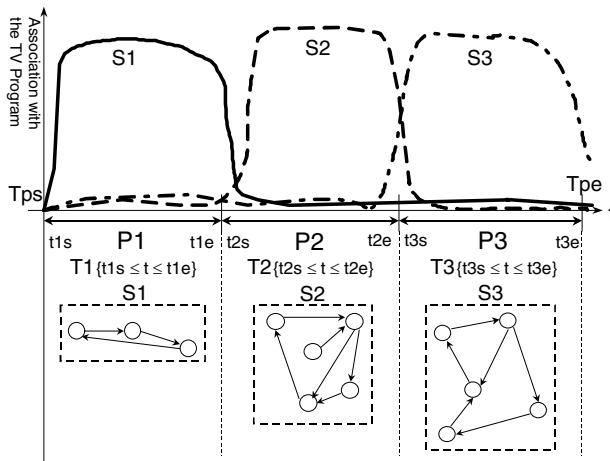 Association with
the TV Program
S1
S2
S3
Tps
Tpe
t1s
P1
t1e
t2s
P2
t2e
t3s
P3
t3e
T1{t1s ≤ t ≤ t1e}
T2{t2s ≤ t ≤ t2e}
T3{t3s ≤ t ≤ t3e}
S1
S2
S3